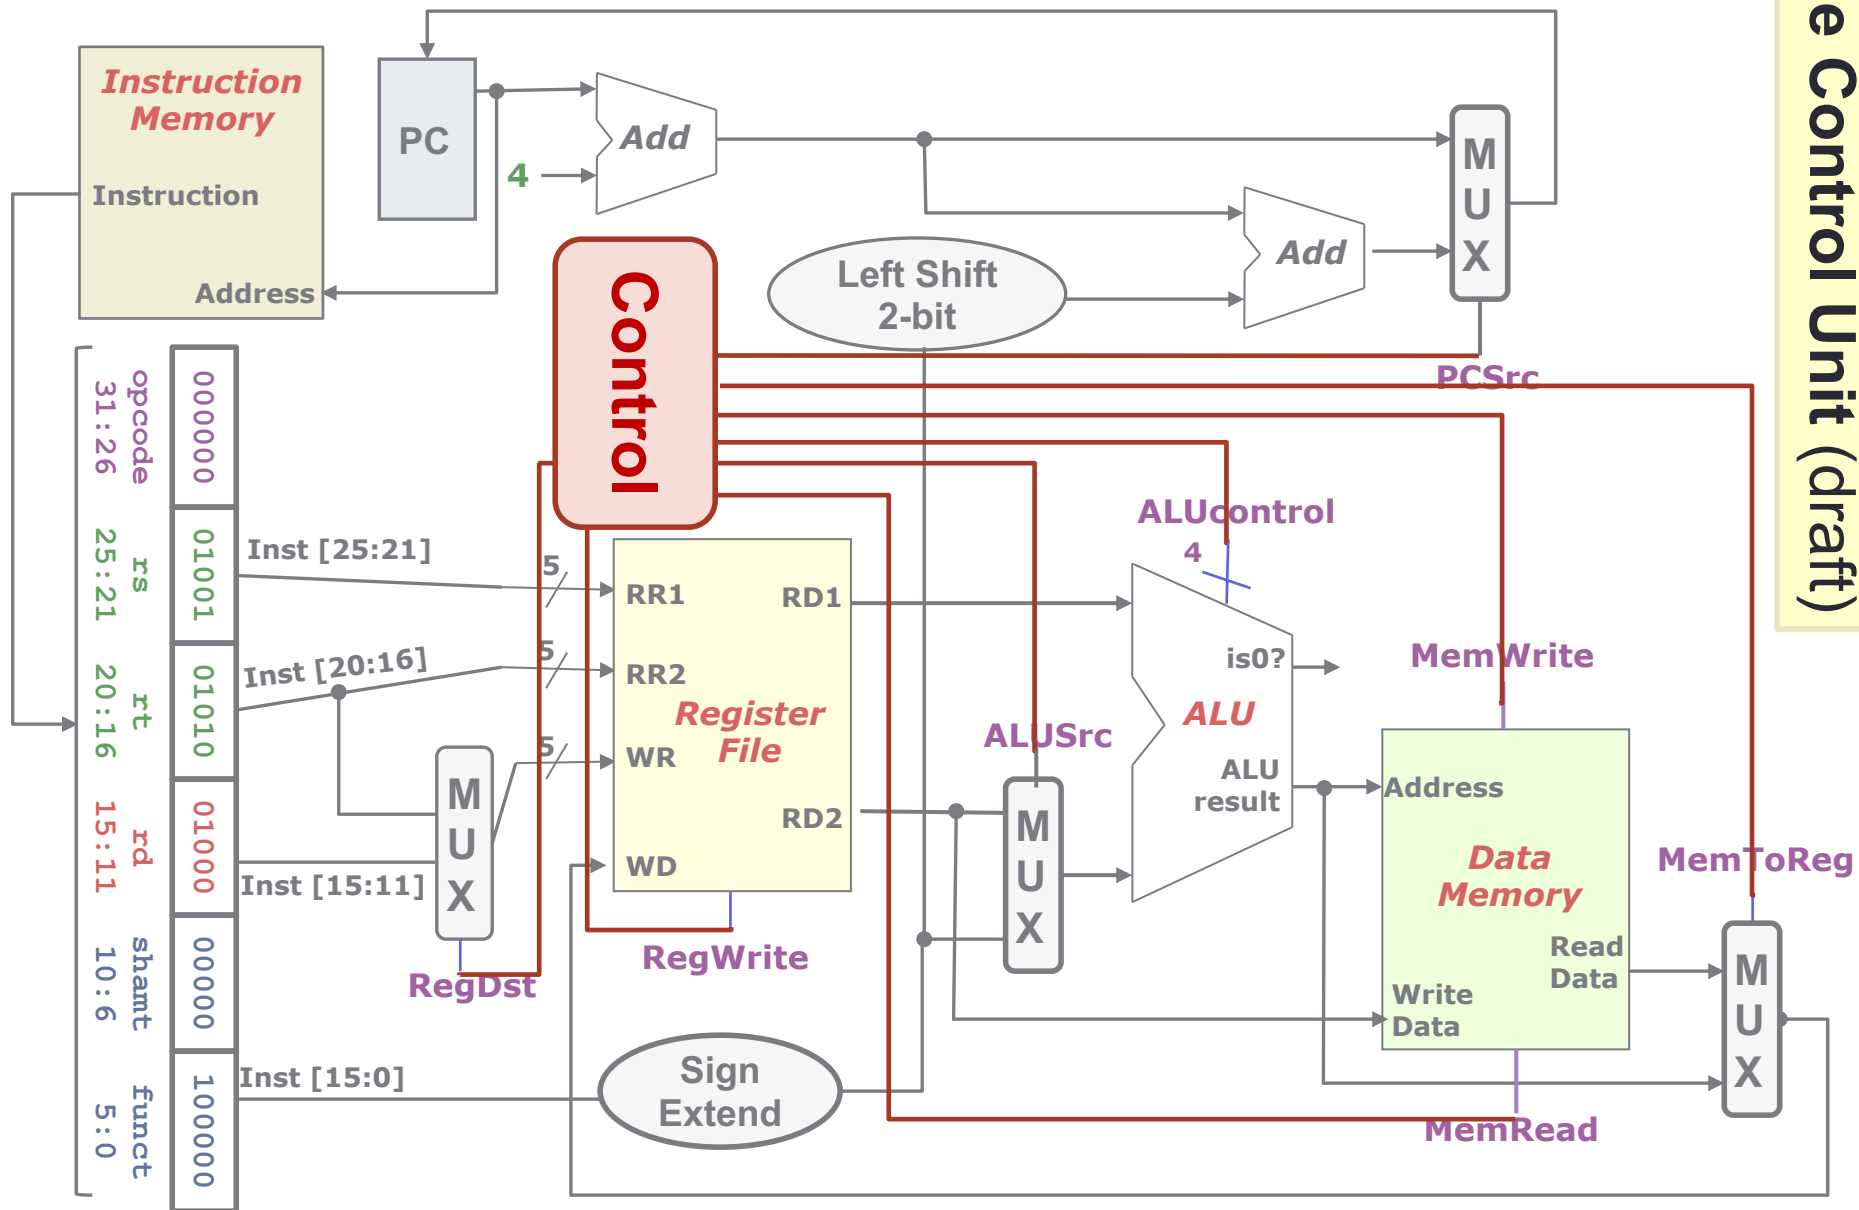 e Control Unit (draft)
Instruction
Memory
Instruction
Address
PC
4
Add
Add
M
U
X
Left Shift
2-bit
Control
PCSrc
opcode
31:26
000000
rs
25:21
01001
rt
20:16
01010
rd
15:11
01000
shamt
10:6
00000
funct
5:0
100000
Inst [25:21]
5
Inst [20:16]
5
5
Inst [15:11]
Inst [15:0]
M
U
X
RegDst
RR1
RR2
WR
WD
RD1
RD2
Register
File
RegWrite
Sign
Extend
ALUSrc
M
U
X
ALUcontrol
4
is0?
ALU
ALU
result
MemWrite
Address
Data
Memory
Read
Data
Write
Data
MemRead
MemToReg
M
U
X